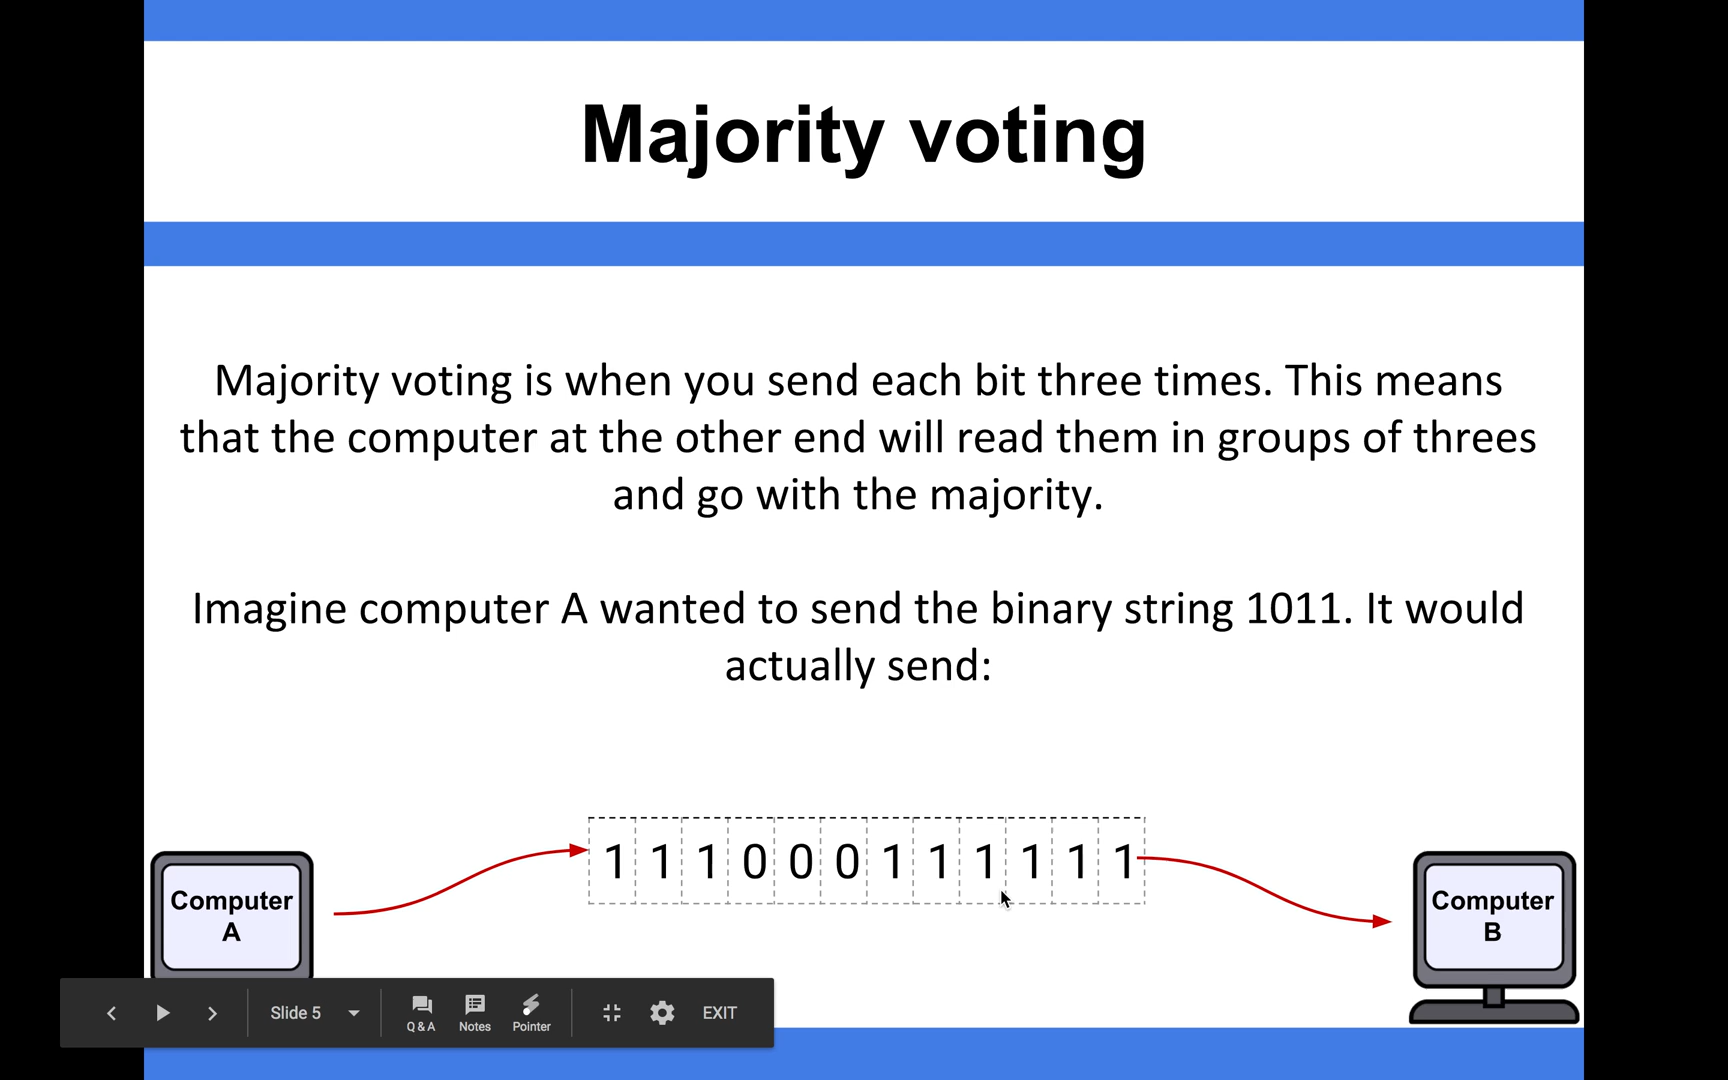 Majority voting
Majority voting is when you send each bit three times. This means
that the computer at the other end will read them in groups of threes
and go with the majority.
Imagine computer A wanted to send the binary string 1011. It would
actually send:
1 1 1 0 0 0 1 1 1 1 1 1
Computer
A
Computer
B
Slide 5
Q & A
Notes
Pointer
EXIT